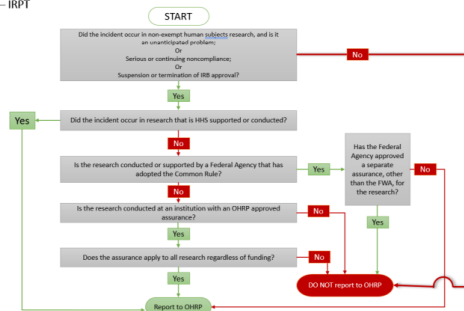 – IRPT
START
Did the incident occur in non-exempt human subjects research, and is it
an unanticipated problem;
Or
Serious or continuing noncompliance;
Or
Suspension or termination of IRB approval?
No
Yes
Yes
Did the incident occur in research that is HHS supported or conducted?
No
Is the research conducted or supported by a Federal Agency that has
adopted the Common Rule?
Yes
Has the Federal
Agency approved
a separate
assurance, other
than the FWA, for
the research?
No
No
Is the research conducted at an institution with an OHRP approved
assurance?
No
Yes
Yes
Does the assurance apply to all research regardless of funding?
No
Yes
DO NOT report to OHRP
Report to OHRP